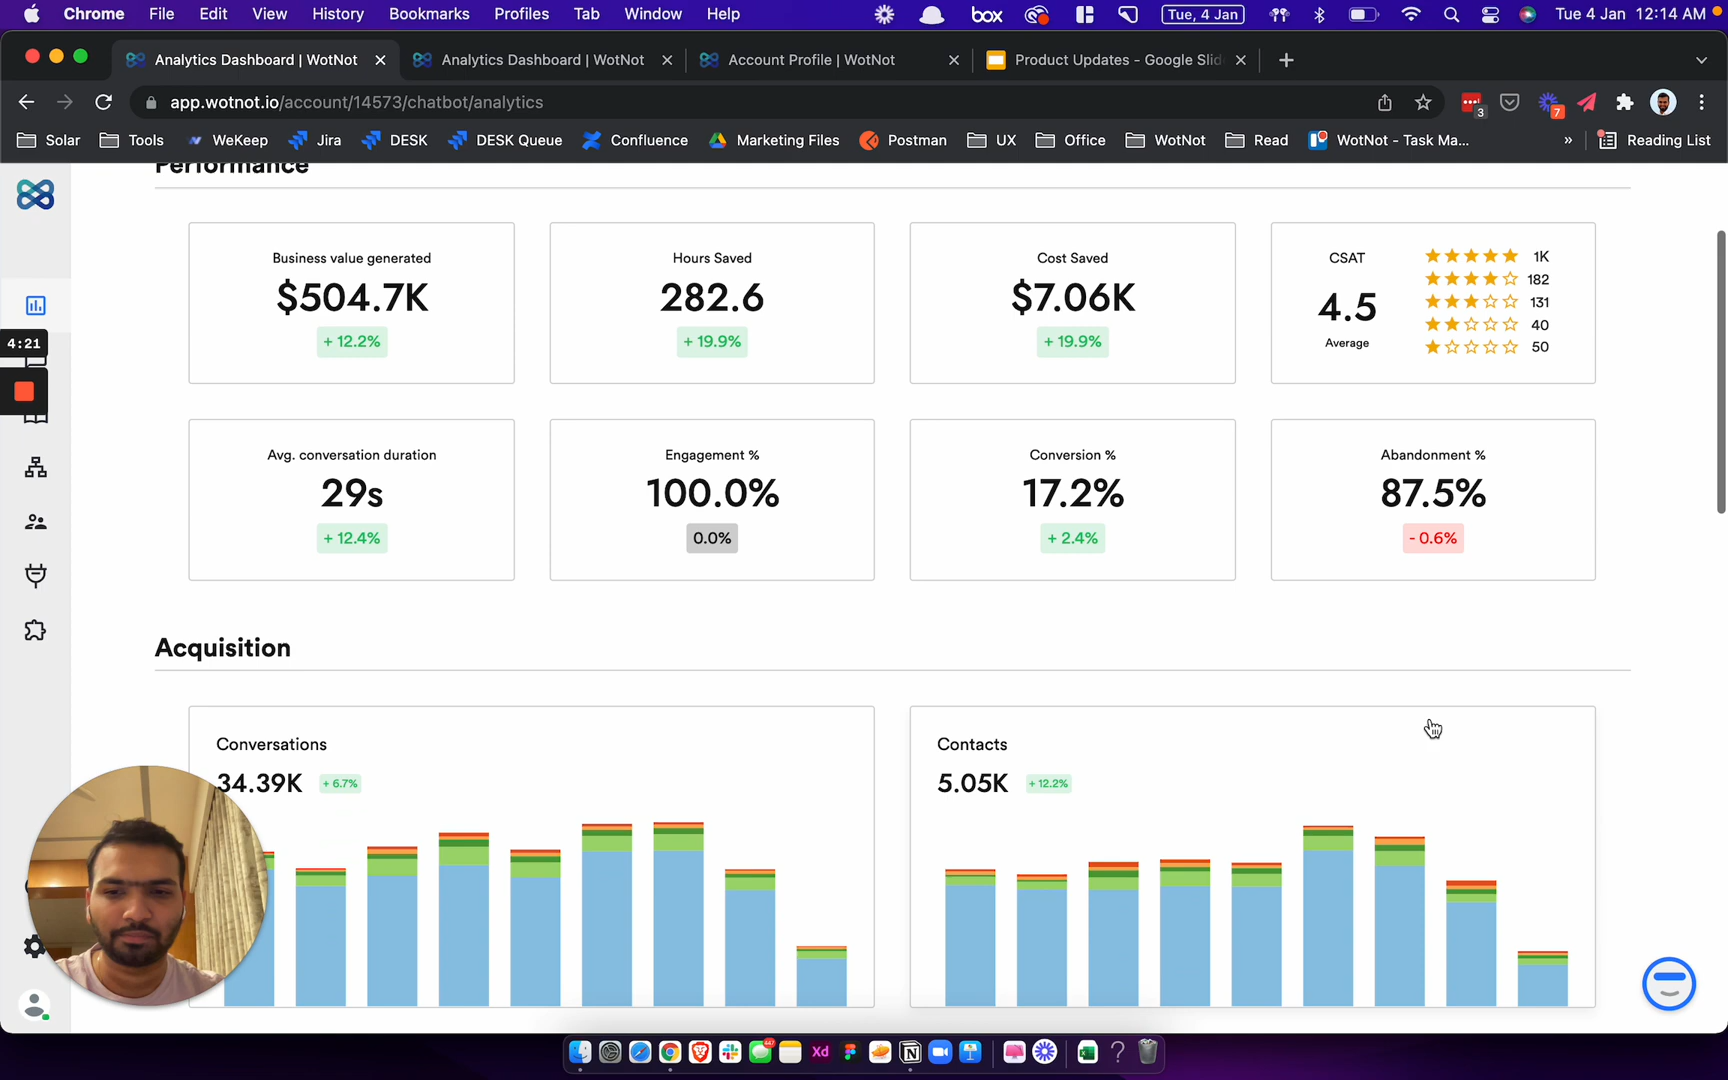 Chrome File Edit View History Bookmarks Profiles Tab Window Help box Tue, 4 Jan Tue 4 Jan 12:14 AM
Analytics Dashboard | WotNot Analytics Dashboard | WotNot Account Profile | WotNot Product Updates - Google Slid
app.wotnot.io/account/14573/chatbot/analytics 3 7
Solar Tools WeKeep Jira DESK DESK Queue Confluence Marketing Files Postman UX Office WotNot Read WotNot - Task Ma... » Reading List
Performance
Business value generated
$504.7K
+ 12.2%
Hours Saved
282.6
+ 19.9%
Cost Saved
$7.06K
+ 19.9%
CSAT
4.5
Average
1K
182
131
40
50
4:21
Avg. conversation duration
29s
+ 12.4%
Engagement %
100.0%
0.0%
Conversion %
17.2%
+ 2.4%
Abandonment %
87.5%
- 0.6%
Acquisition
Conversations
34.39K + 6.7%
Contacts
5.05K + 12.2%
Xd